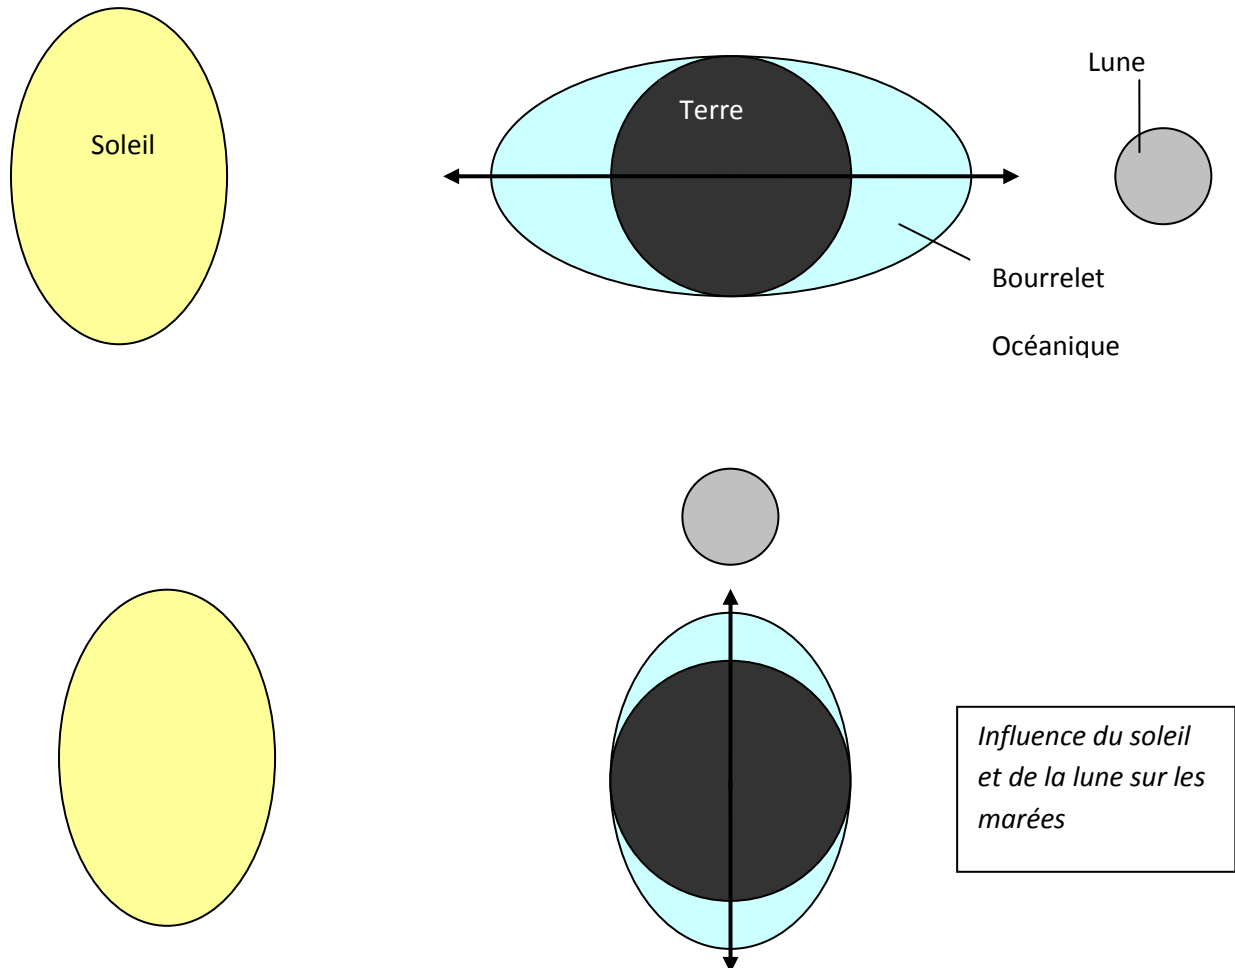 Lune
Terre
Soleil
Bourrelet
Océanique
Influence du soleil
et de la lune sur les
marées